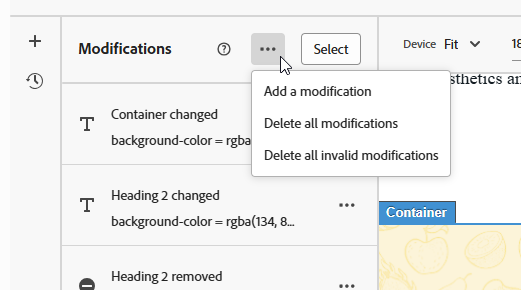 Modifications
Select
Device Fit
Add a modification
Delete all modifications
Delete all invalid modifications
Container changed
background-color = rgba
Heading 2 changed
background-color = rgba(134, 8...
Heading 2 removed
Container